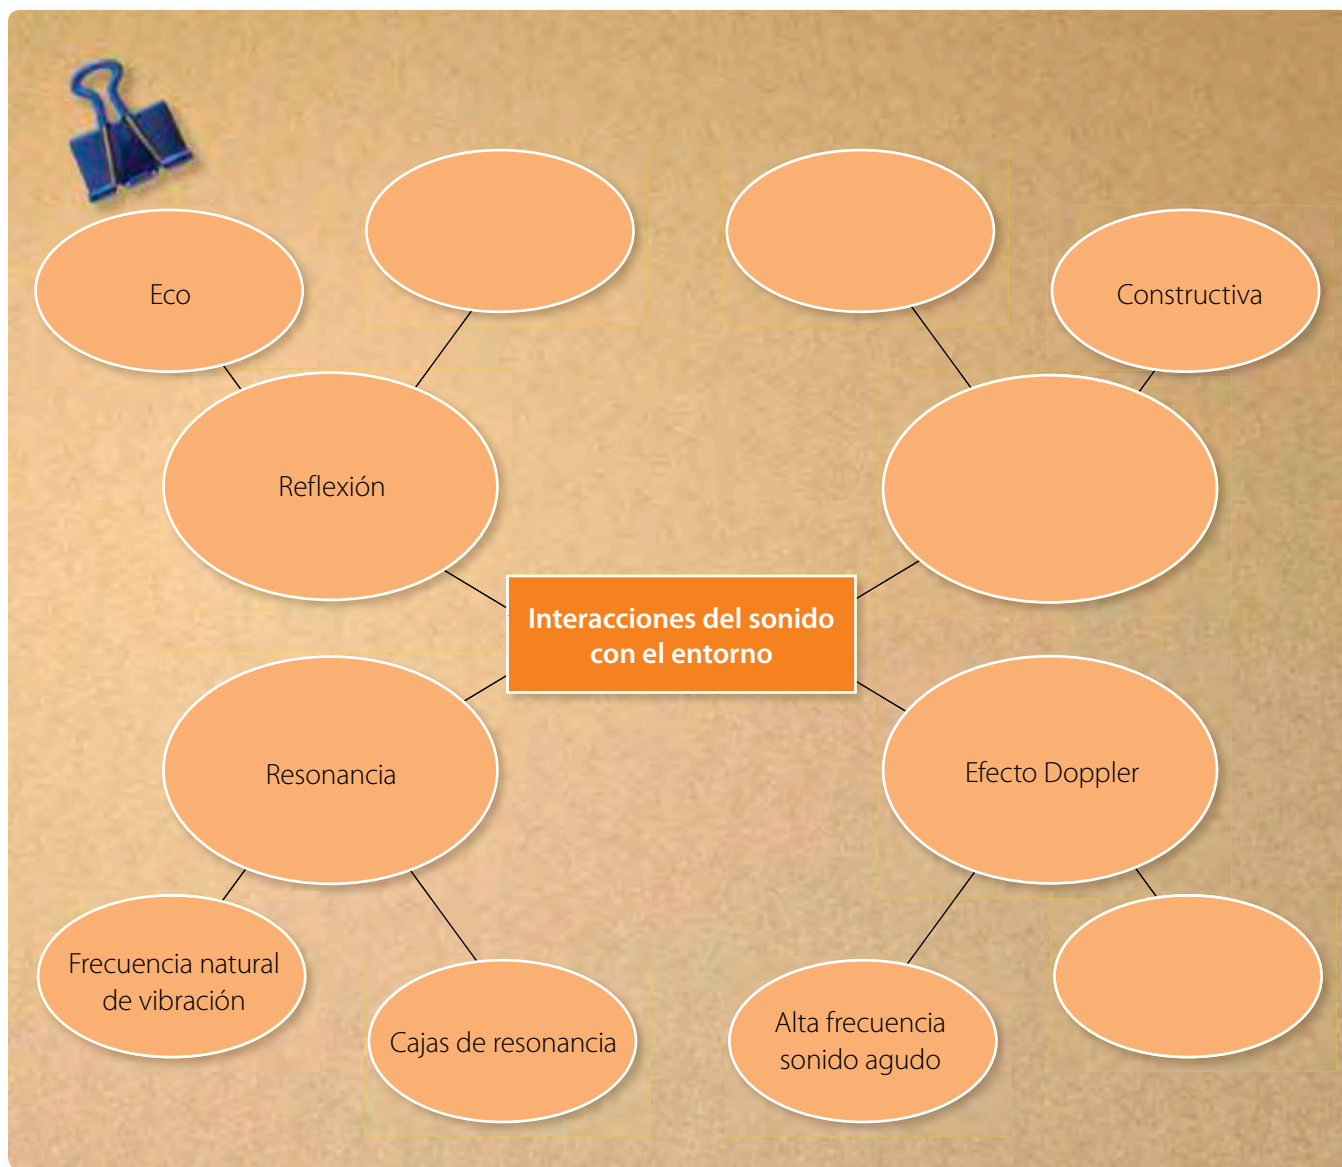 Eco
Constructiva
Reflexión
Interacciones del sonido
con el entorno
Resonancia
Efecto Doppler
Frecuencia natural
de vibración
Cajas de resonancia
Alta frecuencia
sonido agudo